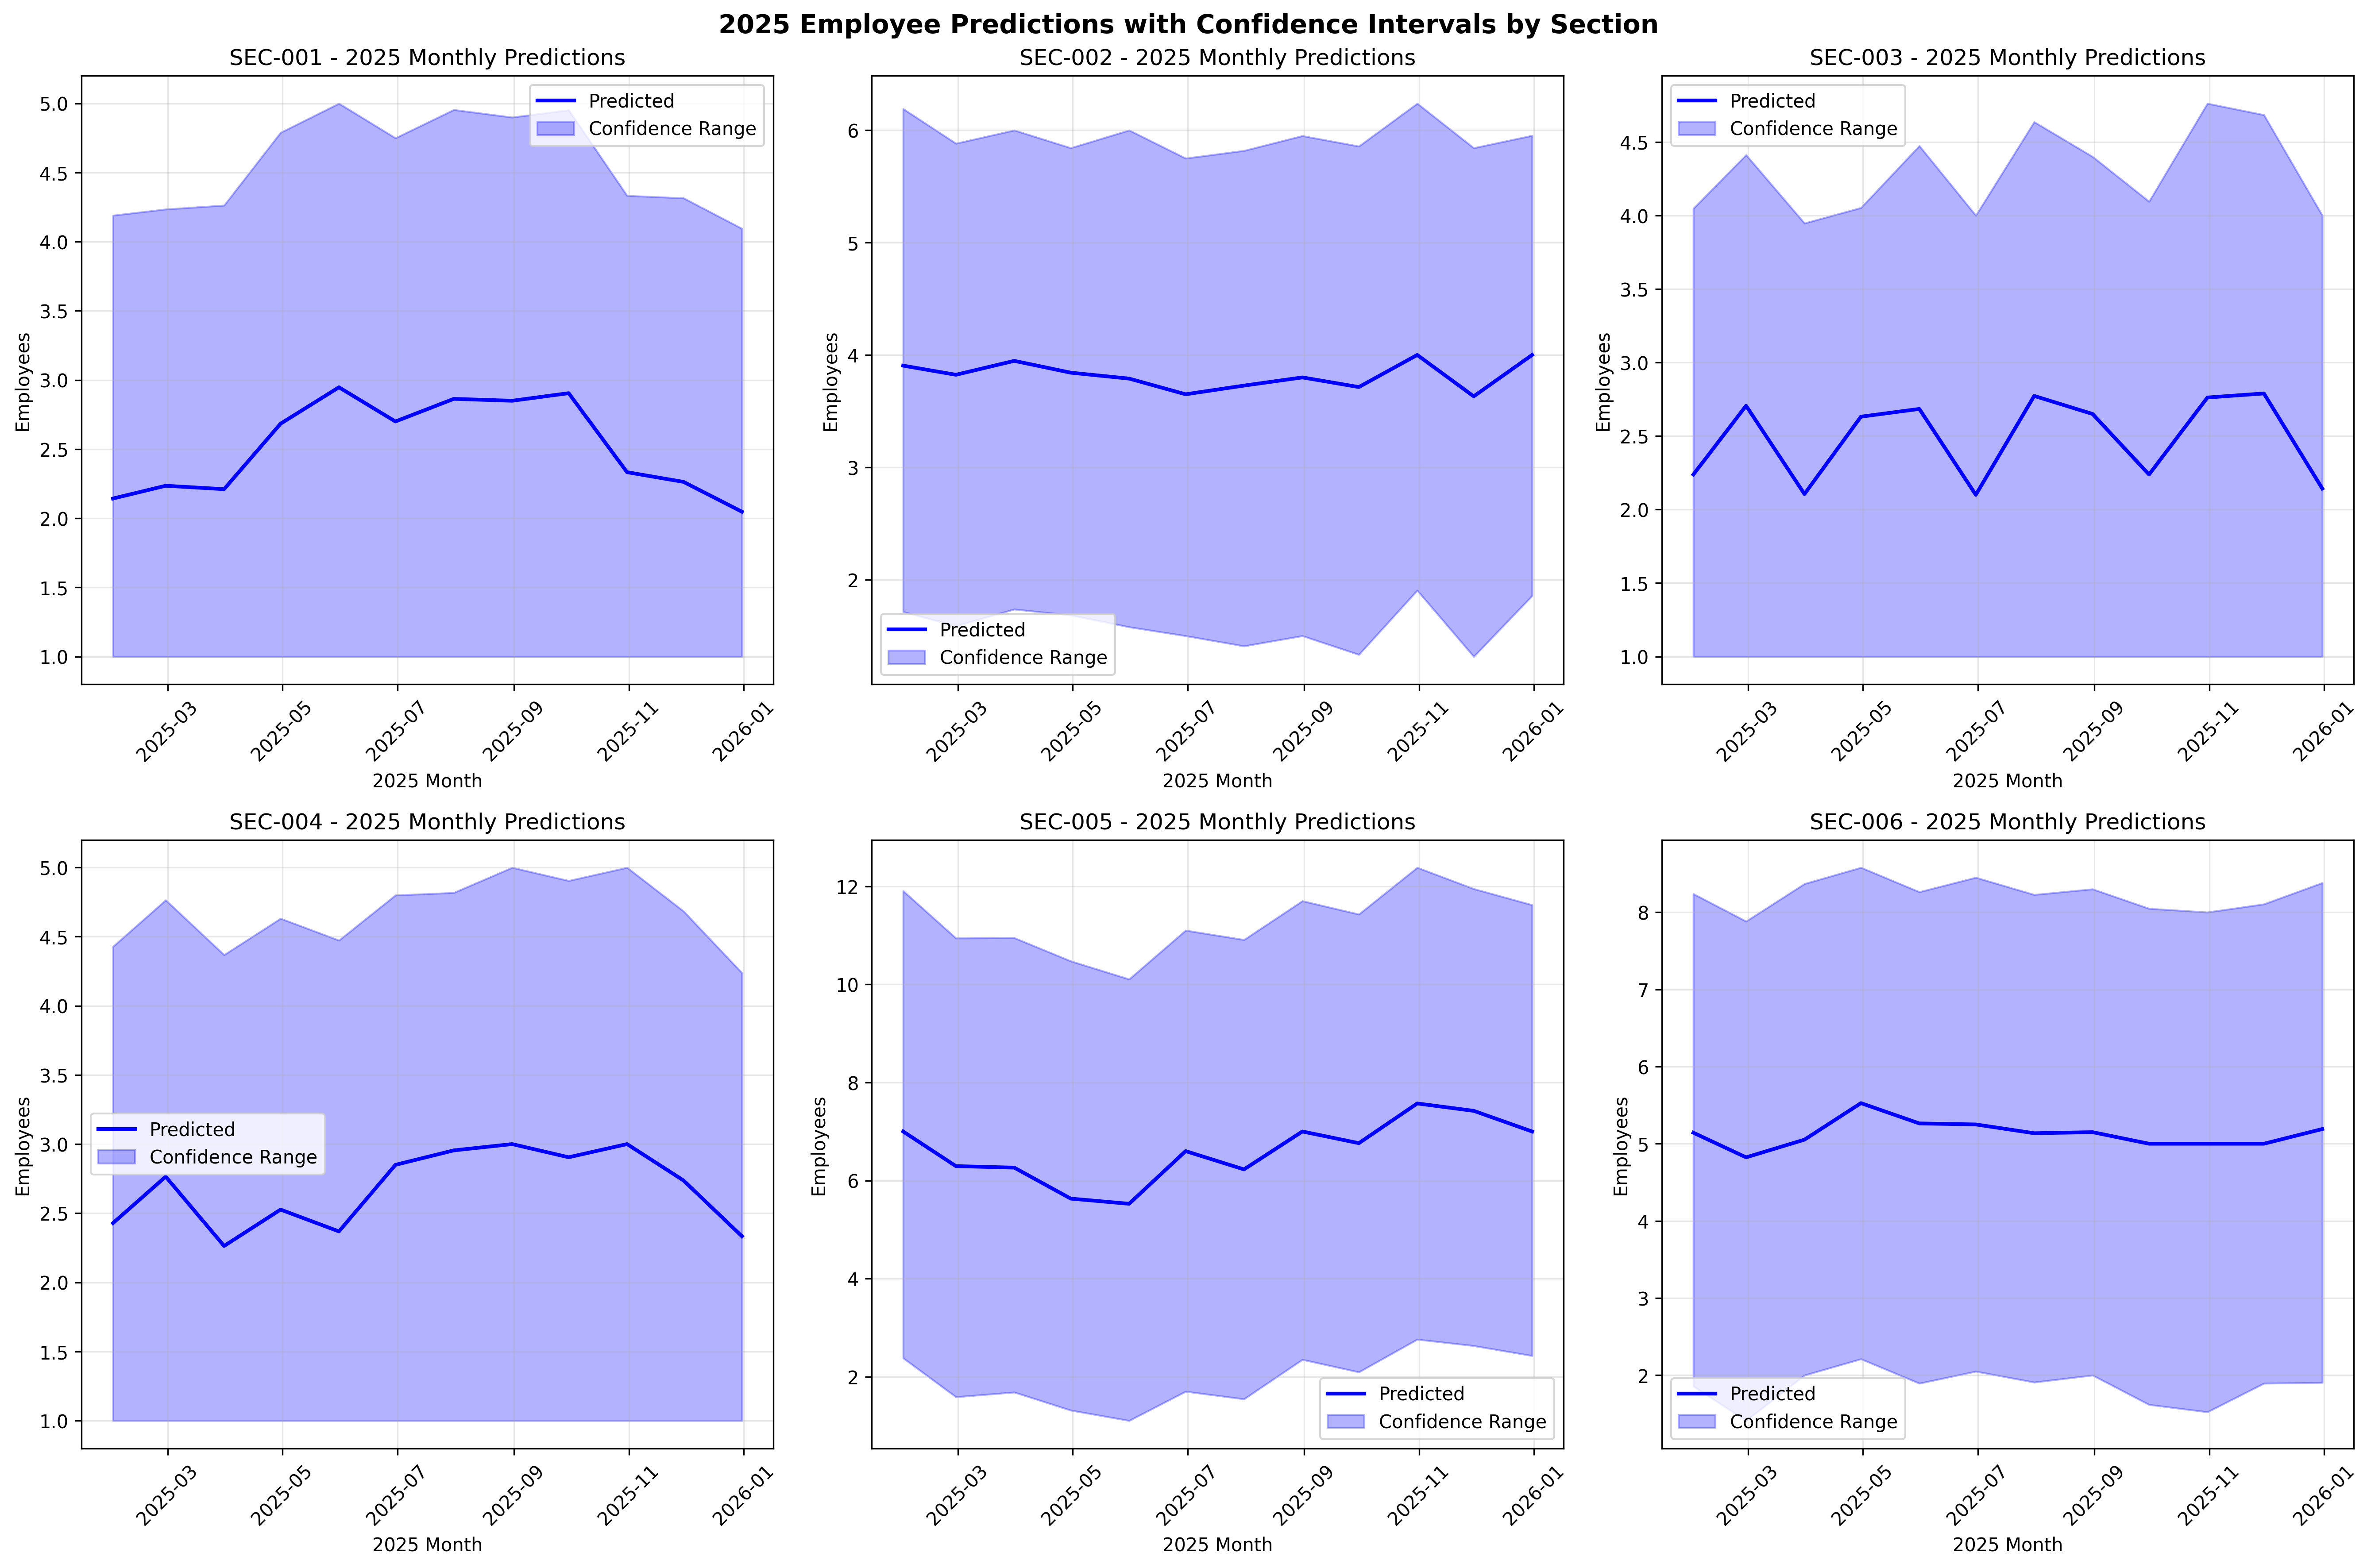 2025 Employee Predictions with Confidence Intervals by Section
SEC-001 - 2025 Monthly Predictions
Predicted
Confidence Range
5.0
4.5
4.0
3.5
3.0
2.5
2.0
1.5
1.0
Employees
2025-03
2025-05
2025-07
2025-09
2025-11
2026-01
2025 Month
SEC-002 - 2025 Monthly Predictions
6
5
4
3
2
Employees
Predicted
Confidence Range
2025-03
2025-05
2025-07
2025-09
2025-11
2026-01
2025 Month
SEC-003 - 2025 Monthly Predictions
Predicted
Confidence Range
4.5
4.0
3.5
3.0
2.5
2.0
1.5
1.0
Employees
2025-03
2025-05
2025-07
2025-09
2025-11
2026-01
2025 Month
SEC-004 - 2025 Monthly Predictions
5.0
4.5
4.0
3.5
3.0
2.5
2.0
1.5
1.0
Employees
Predicted
Confidence Range
2025-03
2025-05
2025-07
2025-09
2025-11
2026-01
2025 Month
SEC-005 - 2025 Monthly Predictions
12
10
8
6
4
2
Employees
Predicted
Confidence Range
2025-03
2025-05
2025-07
2025-09
2025-11
2026-01
2025 Month
SEC-006 - 2025 Monthly Predictions
8
7
6
5
4
3
2
Employees
Predicted
Confidence Range
2025-03
2025-05
2025-07
2025-09
2025-11
2026-01
2025 Month